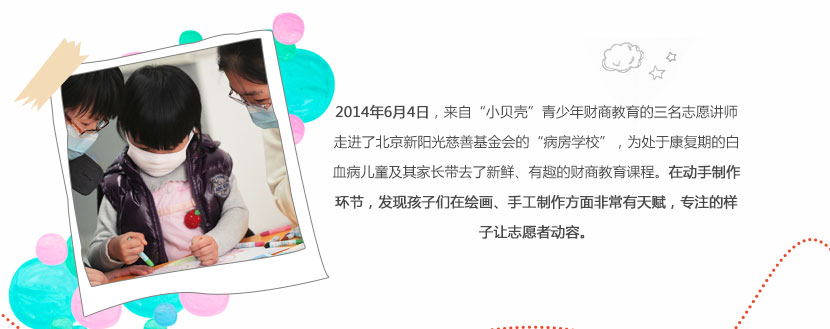 2014年6月4日，来自“小贝壳”青少年财商教育的三名志愿讲师
走进了北京新阳光慈善基金会的“病房学校”，为处于康复期的白
血病儿童及其家长带去了新鲜、有趣的财商教育课程。在动手制作
环节，发现孩子们在绘画、手工制作方面非常有天赋，专注的样
子让志愿者动容。